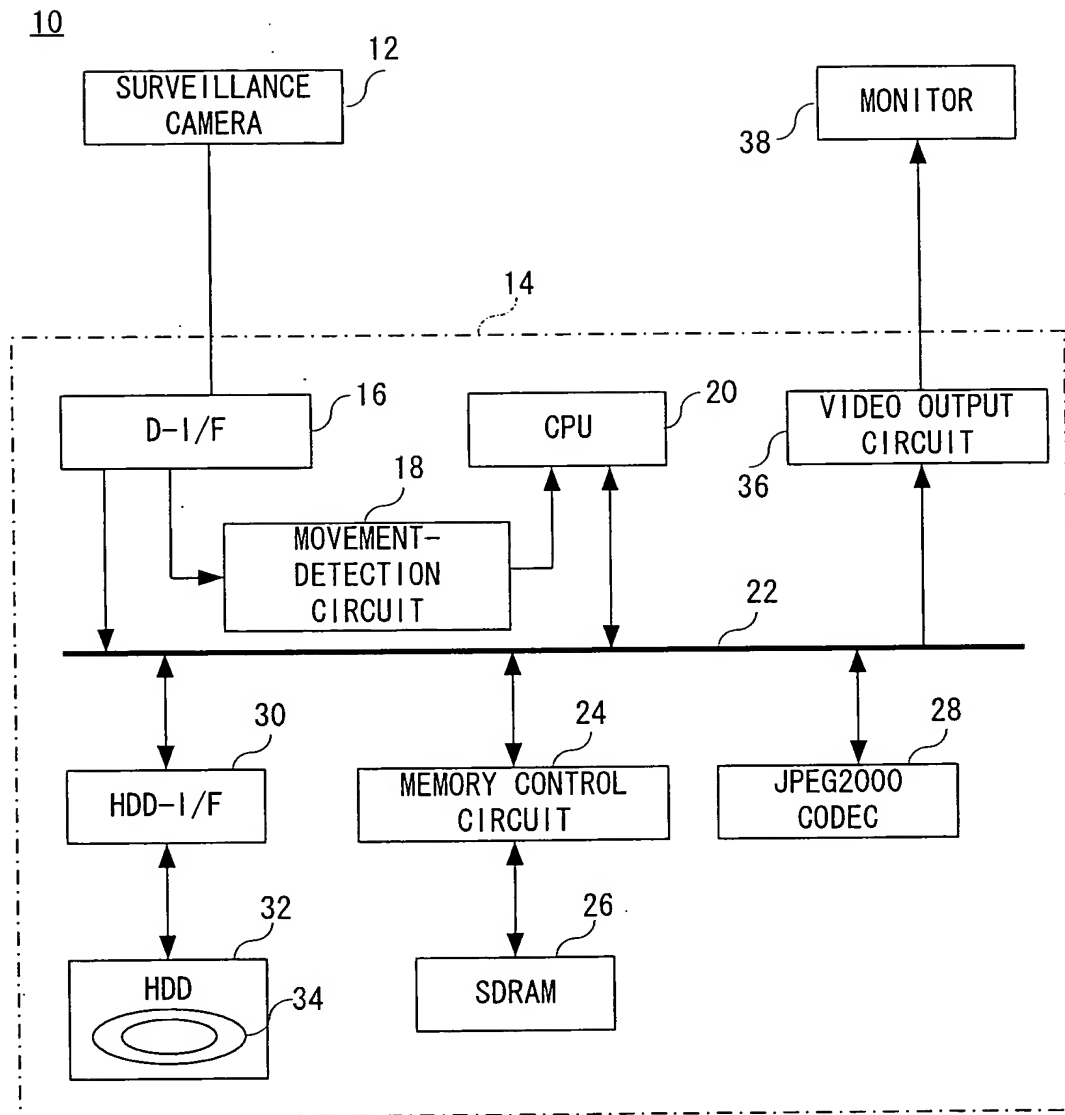 10
12
SURVEILLANCE
CAMERA
MONITOR
38
14
16
D-I/F
20
CPU
VIDEO OUTPUT
CIRCUIT
36
18
MOVEMENT-
DETECTION
CIRCUIT
22
30
HDD-I/F
24
MEMORY CONTROL
CIRCUIT
28
JPEG2000
CODEC
32
HDD
34
26
SDRAM